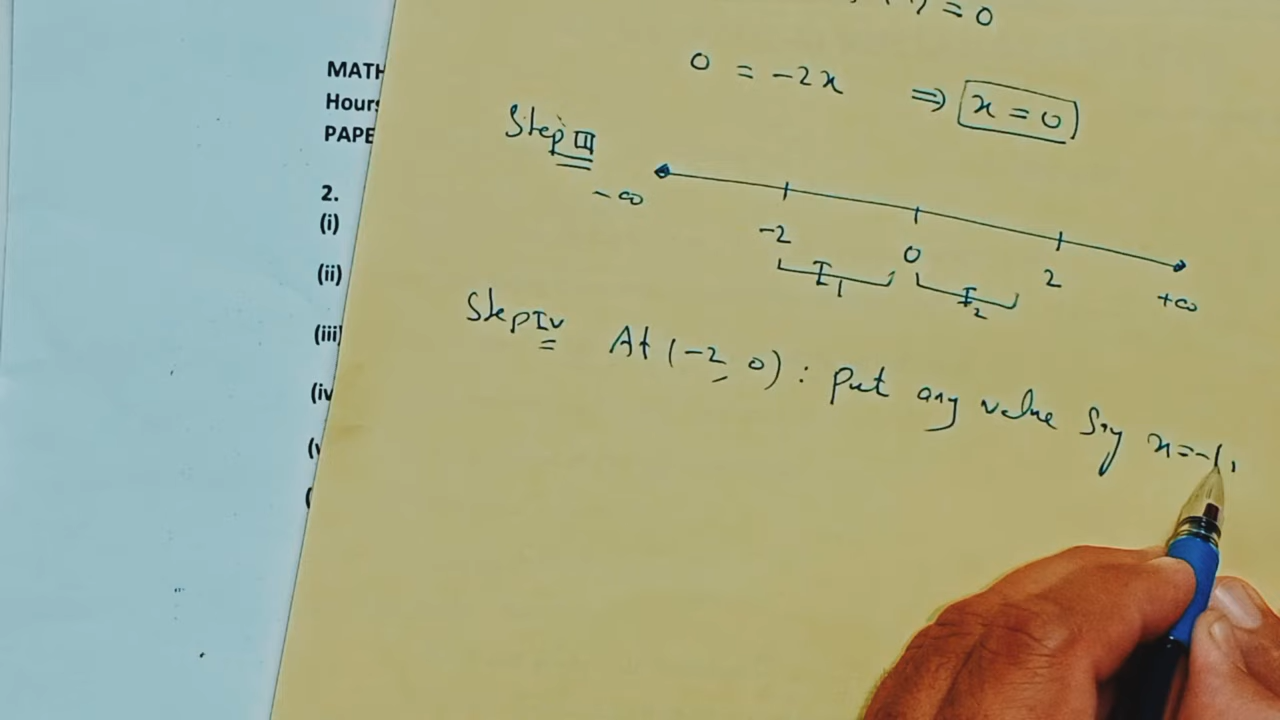 = 0
0 = -2x ⇒ x = 0
Step III
-∞ -2 0 2 +∞
I₁ I₂
Step IV At (-2, 0) : Put any value Say x = -1,
MATH
Hours
PAPE
2.
(i)
(ii)
(iii)
(iv